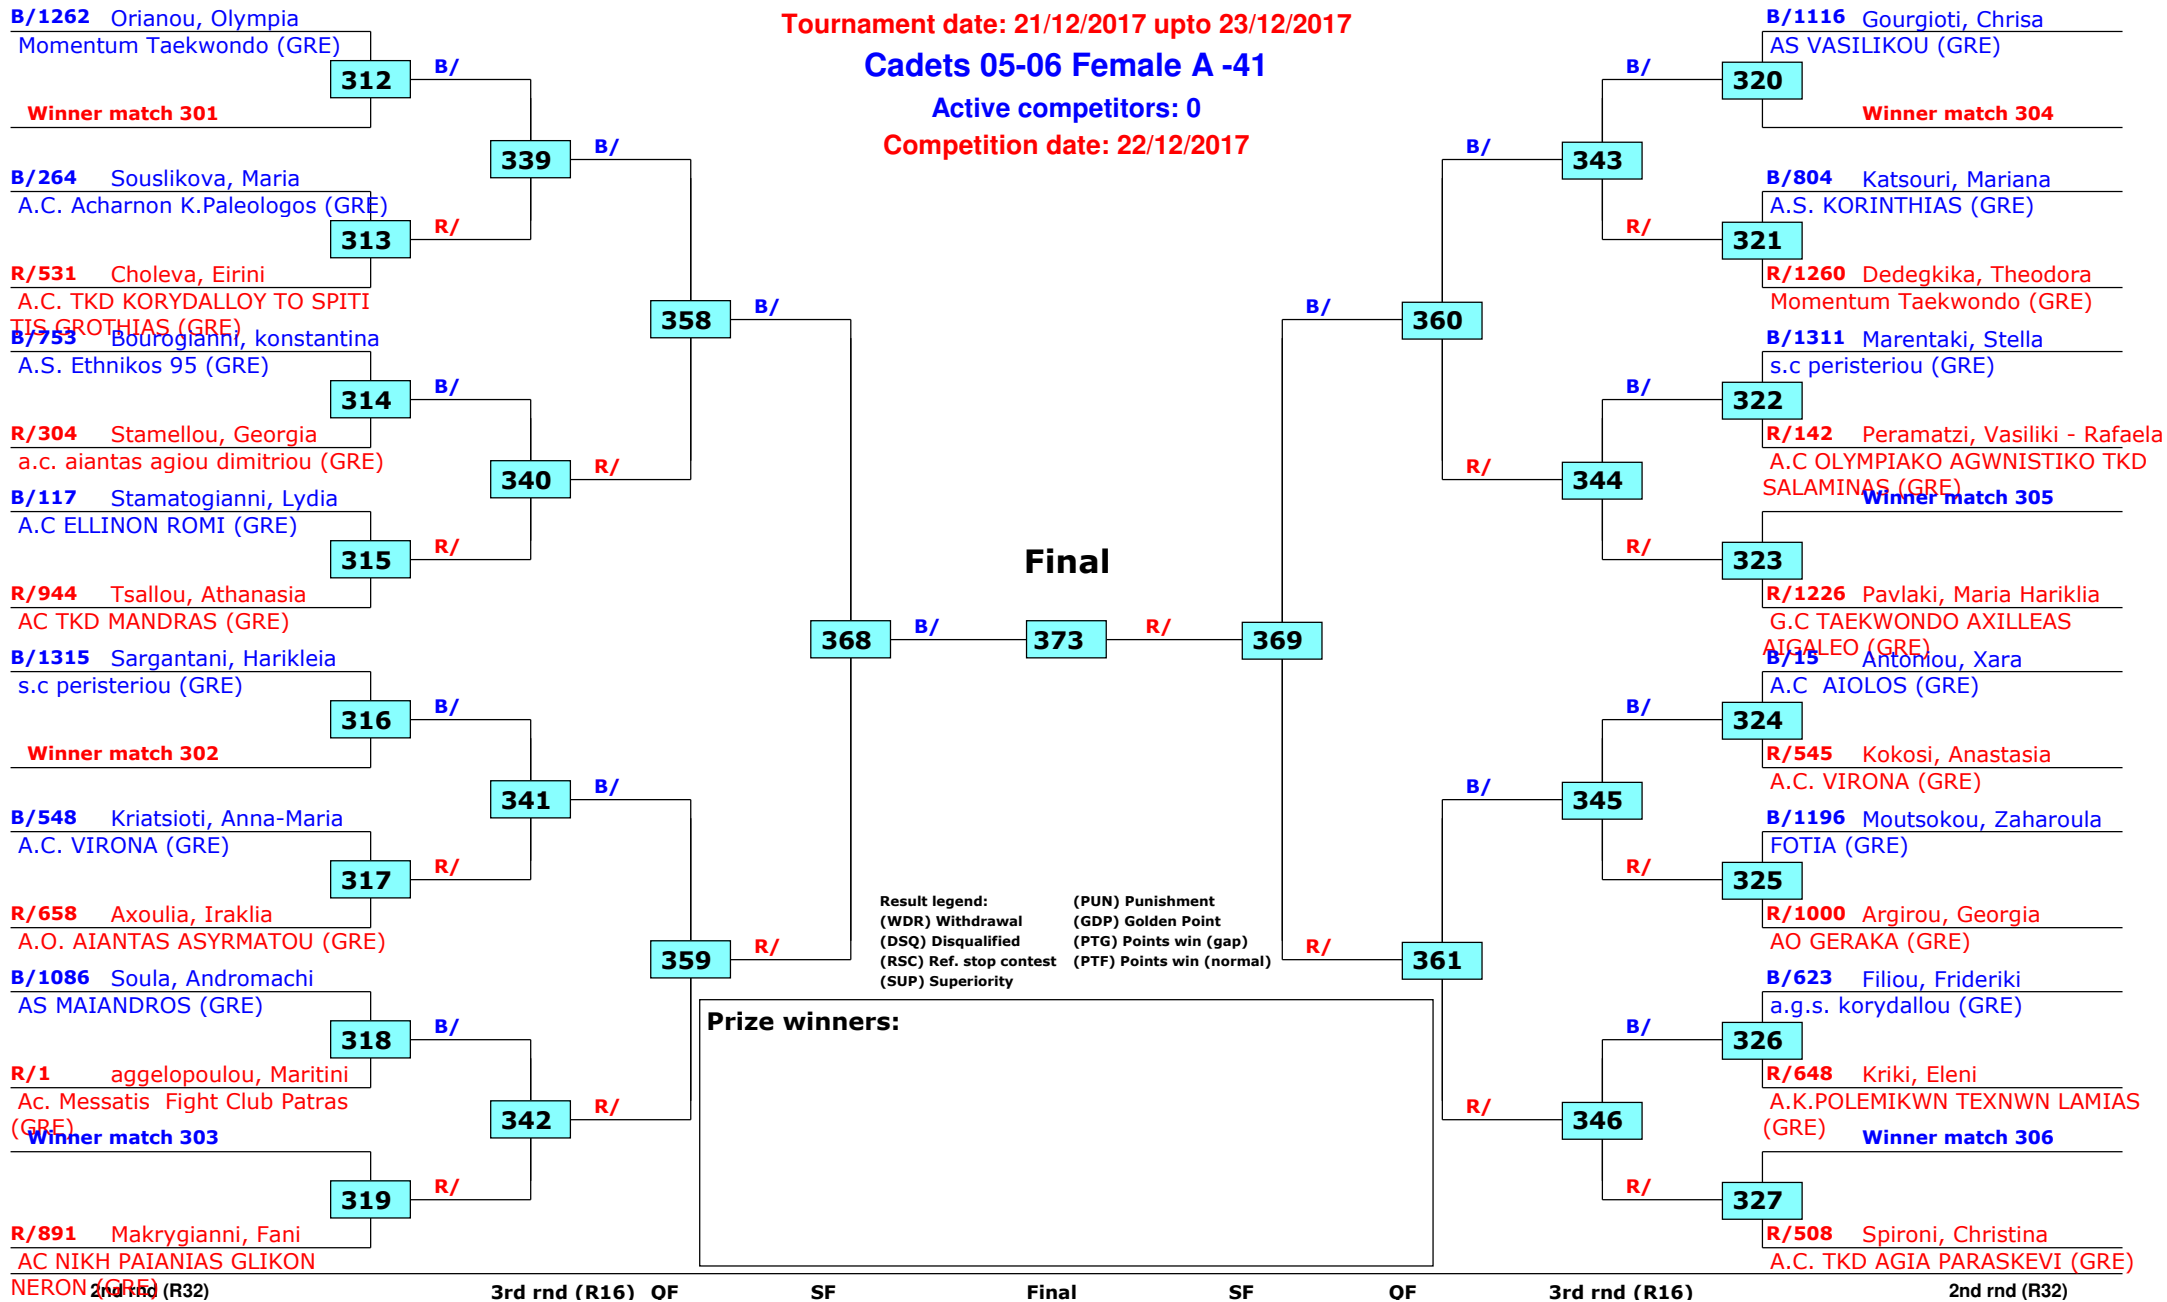 Tournament date: 21/12/2017 upto 23/12/2017
Cadets 05-06 Female A -41
Active competitors: 0
Competition date: 22/12/2017
B/1262 Orianou, Olympia
Momentum Taekwondo (GRE)
312
Winner match 301
B/264 Souslikova, Maria
A.C. Acharnon K.Paleologos (GRE)
313
R/531 Choleva, Eirini
A.C. TKD KORYDALLOY TO SPITI
TIS GROTHIAS (GRE)
B/753 Bourogianni, konstantina
A.S. Ethnikos 95 (GRE)
314
R/304 Stamellou, Georgia
a.c. aiantas agiou dimitriou (GRE)
B/117 Stamatogianni, Lydia
A.C ELLINON ROMI (GRE)
315
R/944 Tsallou, Athanasia
AC TKD MANDRAS (GRE)
B/1315 Sargantani, Harikleia
s.c peristeriou (GRE)
316
Winner match 302
B/548 Kriatsioti, Anna-Maria
A.C. VIRONA (GRE)
317
R/658 Axoulia, Iraklia
A.O. AIANTAS ASYRMATOU (GRE)
B/1086 Soula, Andromachi
AS MAIANDROS (GRE)
318
R/1 aggelopoulou, Maritini
Ac. Messatis  Fight Club Patras
(GRE)
Winner match 303
319
R/891 Makrygianni, Fani
AC NIKH PAIANIAS GLIKON
NERON (GRE)
B/
339
R/
B/
340
R/
B/
341
R/
B/
342
R/
B/
358
R/
B/
359
R/
B/
368
R/
Final
B/
373
R/
B/
369
R/
B/
360
R/
B/
361
R/
B/
343
R/
B/
344
R/
B/
345
R/
B/
346
R/
B/1116 Gourgioti, Chrisa
AS VASILIKOU (GRE)
320
Winner match 304
B/804 Katsouri, Mariana
A.S. KORINTHIAS (GRE)
321
R/1260 Dedegkika, Theodora
Momentum Taekwondo (GRE)
B/1311 Marentaki, Stella
s.c peristeriou (GRE)
322
R/142 Peramatzi, Vasiliki - Rafaela
A.C OLYMPIAKO AGWNISTIKO TKD
SALAMINAS (GRE)
Winner match 305
323
R/1226 Pavlaki, Maria Hariklia
G.C TAEKWONDO AXILLEAS
AIGALEO (GRE)
B/15 Antoniou, Xara
A.C  AIOLOS (GRE)
324
R/545 Kokosi, Anastasia
A.C. VIRONA (GRE)
B/1196 Moutsokou, Zaharoula
FOTIA (GRE)
325
R/1000 Argirou, Georgia
AO GERAKA (GRE)
B/623 Filiou, Frideriki
a.g.s. korydallou (GRE)
326
R/648 Kriki, Eleni
A.K.POLEMIKWN TEXNWN LAMIAS
(GRE)
Winner match 306
327
R/508 Spironi, Christina
A.C. TKD AGIA PARASKEVI (GRE)
Result legend: (PUN) Punishment
(WDR) Withdrawal (GDP) Golden Point
(DSQ) Disqualified (PTG) Points win (gap)
(RSC) Ref. stop contest (PTF) Points win (normal)
(SUP) Superiority
Prize winners:
2nd rnd (R32) 3rd rnd (R16) QF SF Final SF QF 3rd rnd (R16) 2nd rnd (R32)